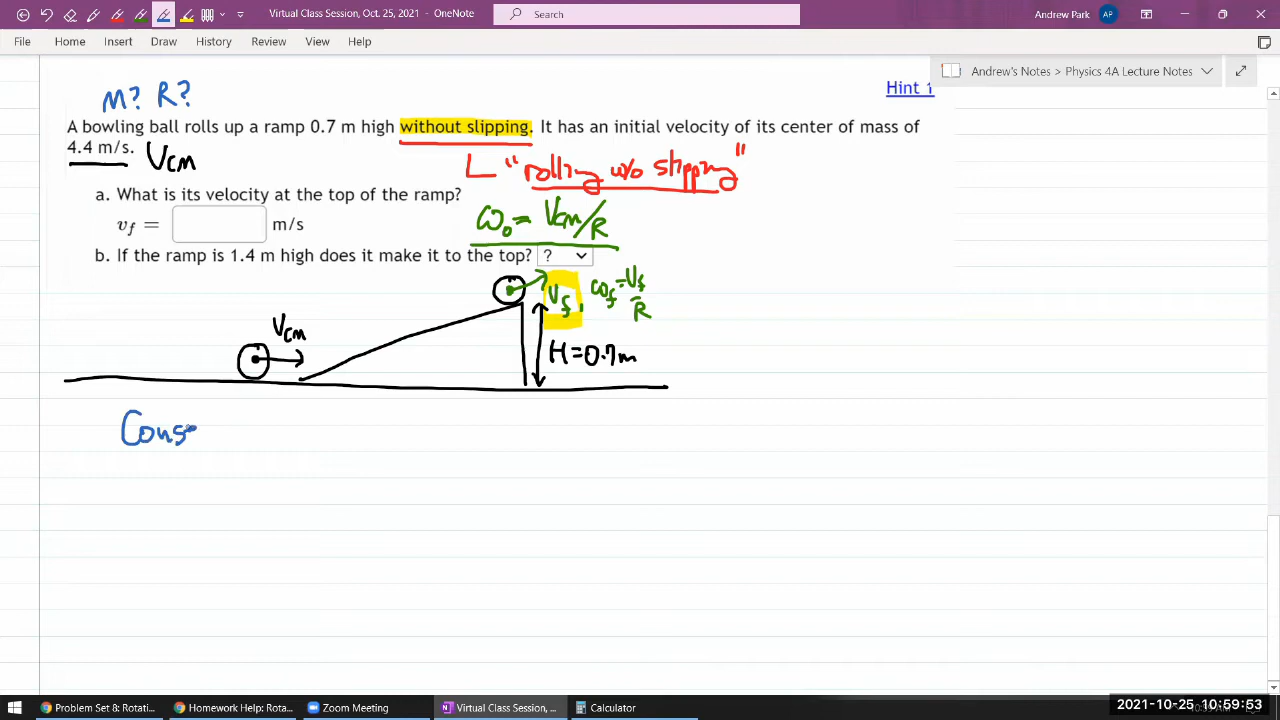 Virtual Class Session, Oct. 25, 2021 - OneNote
Search
Andrew Park
AP
File Home Insert Draw History Review View Help
Andrew's Notes > Physics 4A Lecture Notes
M? R?
Hint 1
A bowling ball rolls up a ramp 0.7 m high without slipping. It has an initial velocity of its center of mass of
4.4 m/s. VCM
"rolling w/o slipping"
a. What is its velocity at the top of the ramp?
vf = m/s
ω0 = VCM/R
b. If the ramp is 1.4 m high does it make it to the top? ?
Vf, ωf = Vf/R
VCM
H = 0.7m
Cons
Problem Set & Rotati...
Homework Help: Rota...
Zoom Meeting
Virtual Class Session, ...
Calculator
2021-10-25 10:59:53